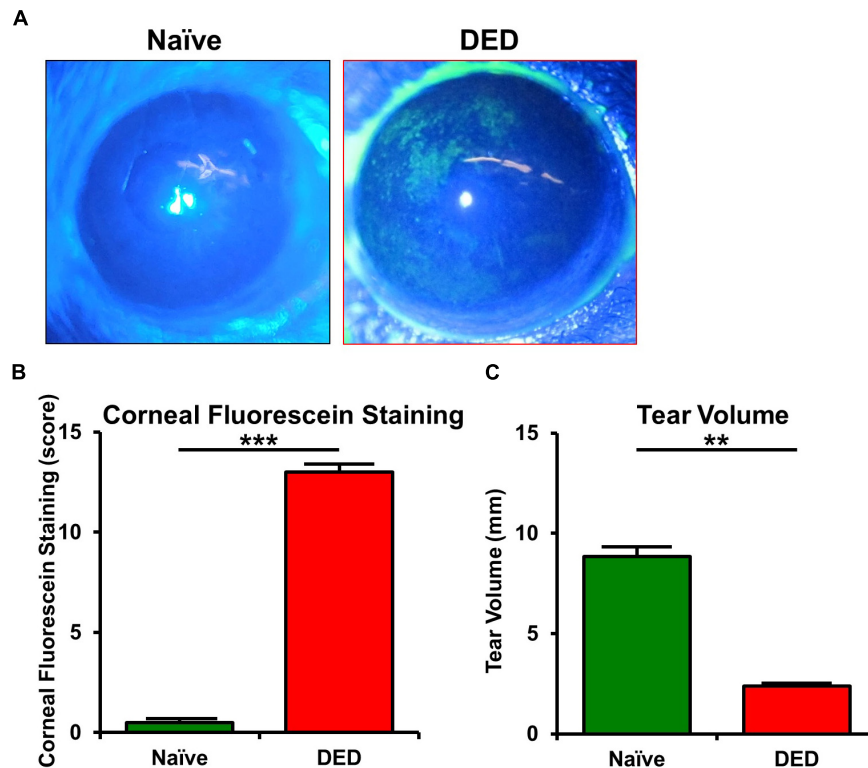 A
Naïve DED
B
Corneal Fluorescein Staining
Corneal Fluorescein Staining (score)
***
15
10
5
0
Naïve DED
C
Tear Volume
Tear Volume (mm)
**
15
10
5
0
Naïve DED